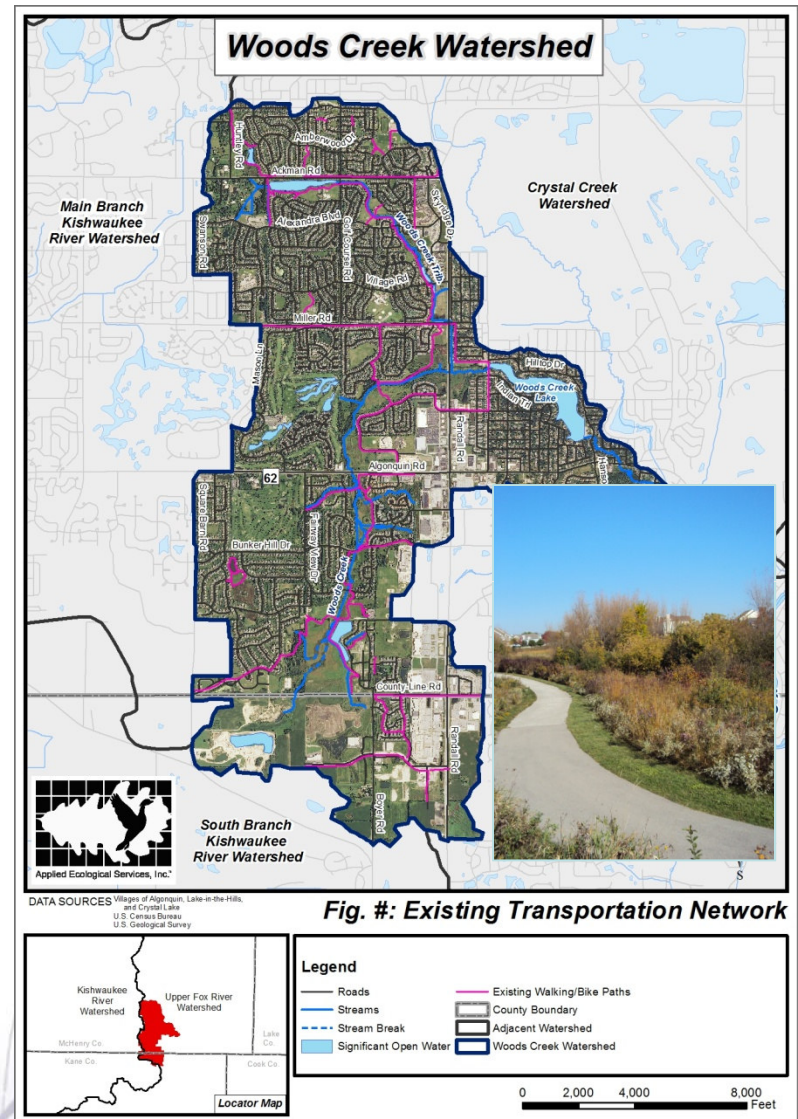 Woods Creek Watershed
Main Branch
Kishwaukee
River Watershed
Crystal Creek
Watershed
Huntley Rd
Amberwood Dr
Ackman Rd
Swanson Rd
Alexandra Blvd
Golf Course Rd
Woods Creek Trib
Skyridge Dr
Village Rd
Miller Rd
Mason Ln
Hilltop Dr
Woods Creek
Lake
Indian Trl
Randall Rd
Algonquin Rd
62
Square Barn Rd
Bunker Hill Dr
Fairway View Dr
Woods Creek
County Line Rd
Randall Rd
Boyer Rd
South Branch
Kishwaukee
River Watershed
S
Applied Ecological Services, Inc.™
DATA SOURCES Villages of Algonquin, Lake-in-the-Hills,
and Crystal Lake
U.S. Census Bureau
U.S. Geological Survey
Fig. #: Existing Transportation Network
Kishwaukee
River
Watershed
Upper Fox River
Watershed
McHenry Co.
Lake
Co.
Kane Co.
Cook Co.
Locator Map
Legend
Roads
Streams
Stream Break
Significant Open Water
Existing Walking/Bike Paths
County Boundary
Adjacent Watershed
Woods Creek Watershed
0 2,000 4,000 8,000
Feet